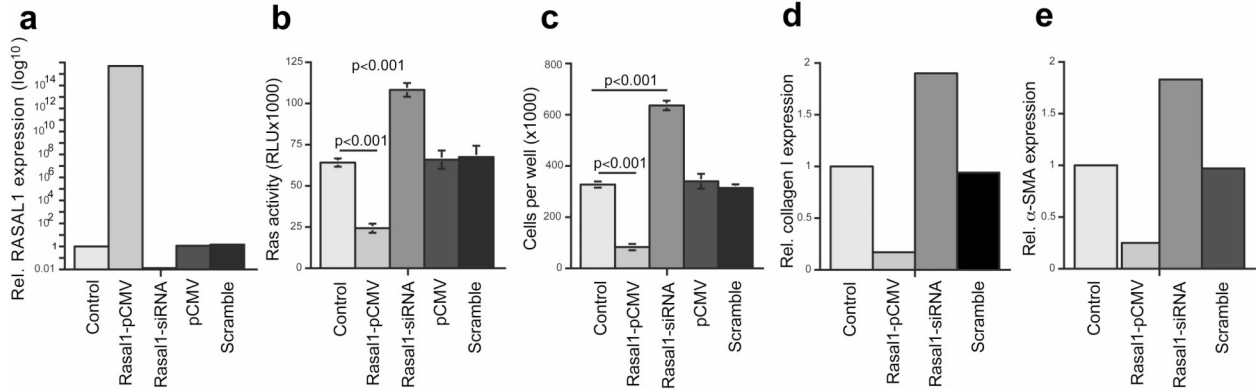 a
Rel. RASAL1 expression (log10)
10^14
10^12
10^10
10^8
10^6
10^4
10^2
1
0.01
Control
Rasal1-pCMV
Rasal1-siRNA
pCMV
Scramble
b
Ras activity (RLUx1000)
125
100
75
50
25
0
p<0.001
p<0.001
Control
Rasal1-pCMV
Rasal1-siRNA
pCMV
Scramble
c
Cells per well (x1000)
800
600
400
200
0
p<0.001
p<0.001
Control
Rasal1-pCMV
Rasal1-siRNA
pCMV
Scramble
d
Rel. collagen I expression
2
1.5
1
0.5
0
Control
Rasal1-pCMV
Rasal1-siRNA
Scramble
e
Rel. α-SMA expression
2
1.5
1
0.5
0
Control
Rasal1-pCMV
Rasal1-siRNA
Scramble